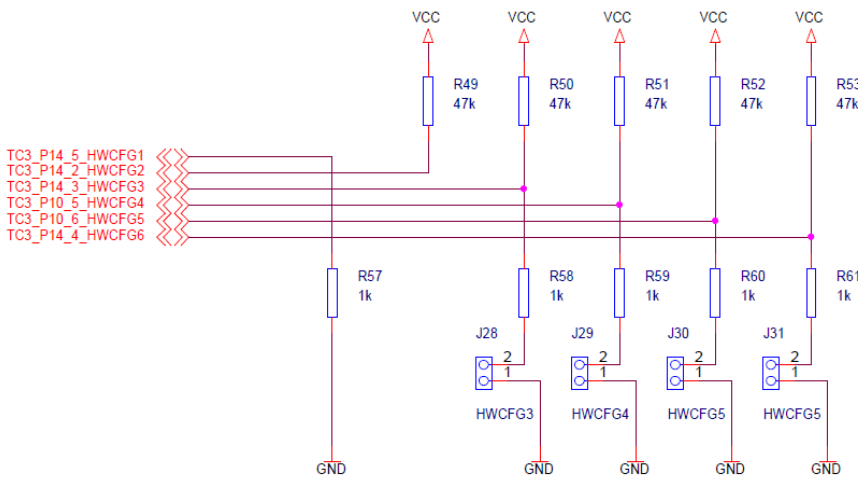 VCC VCC VCC VCC VCC
R49 R50 R51 R52 R53
47k 47k 47k 47k 47k
TC3_P14_5_HWCFG1
TC3_P14_2_HWCFG2
TC3_P14_3_HWCFG3
TC3_P10_5_HWCFG4
TC3_P10_6_HWCFG5
TC3_P14_4_HWCFG6
R57 R58 R59 R60 R61
1k 1k 1k 1k 1k
J28 J29 J30 J31
2 2 2 2
1 1 1 1
HWCFG3 HWCFG4 HWCFG5 HWCFG5
GND GND GND GND GND